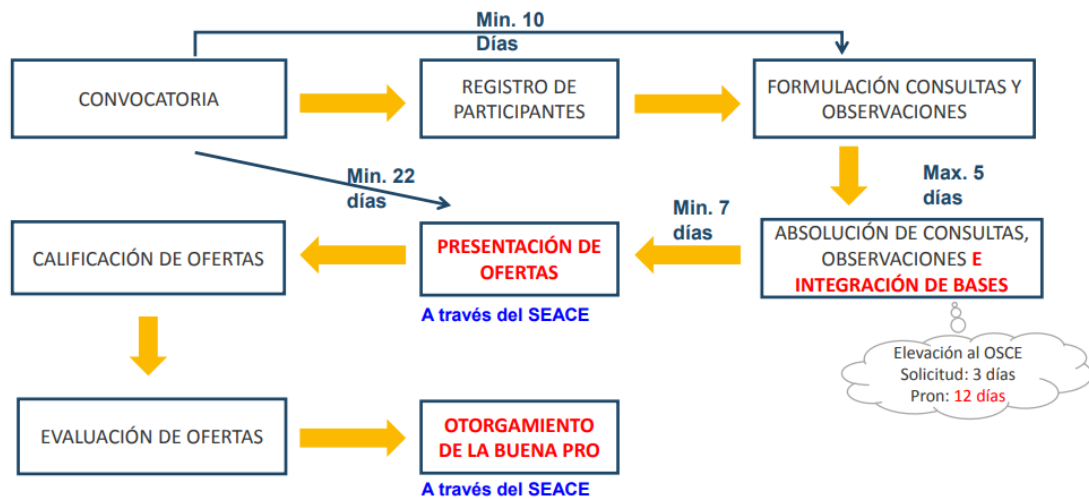 Min. 10
Días
CONVOCATORIA
REGISTRO DE
PARTICIPANTES
FORMULACIÓN CONSULTAS Y
OBSERVACIONES
Min. 22
días
Max. 5
días
Min. 7
días
CALIFICACIÓN DE OFERTAS
PRESENTACIÓN DE
OFERTAS
A través del SEACE
ABSOLUCIÓN DE CONSULTAS,
OBSERVACIONES E
INTEGRACIÓN DE BASES
Elevación al OSCE
Solicitud: 3 días
Pron: 12 días
EVALUACIÓN DE OFERTAS
OTORGAMIENTO
DE LA BUENA PRO
A través del SEACE